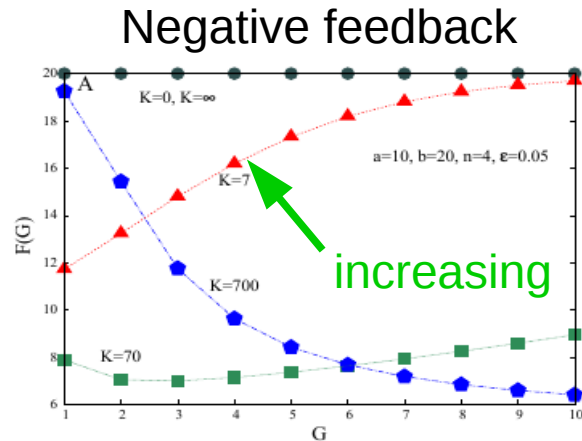 Negative feedback
20
A
K=0, K=∞
18
a=10, b=20, n=4, ε=0.05
16
K=7
14
F(G)
12
increasing
K=700
10
8
K=70
6
1 2 3 4 5 6 7 8 9 10
G